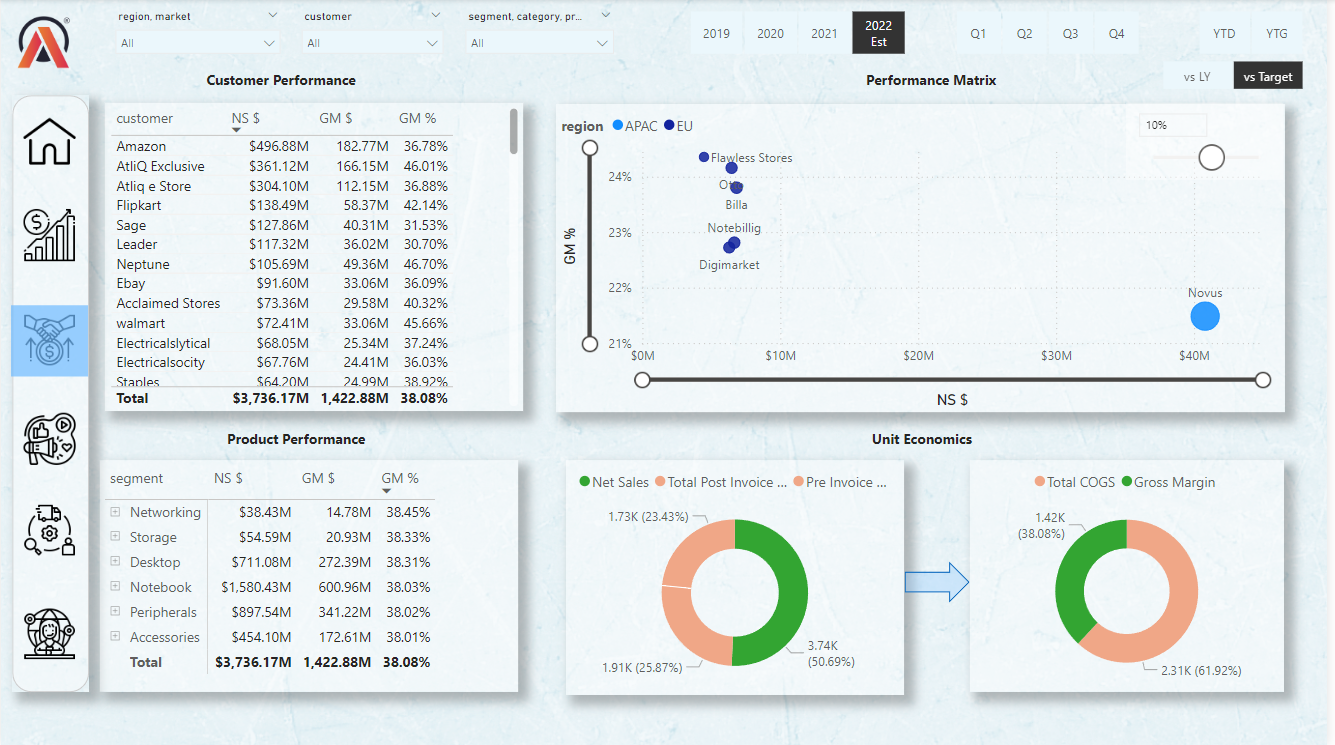 region, market
customer
segment, category, pr...
All
All
All
2019
2020
2021
2022
Est
Q1
Q2
Q3
Q4
YTD
YTG
vs LY
vs Target
Customer Performance
customer NS $ GM $ GM %
Amazon $496.88M 182.77M 36.78%
AtliQ Exclusive $361.12M 166.15M 46.01%
Atliq e Store $304.10M 112.15M 36.88%
Flipkart $138.49M 58.37M 42.14%
Sage $127.86M 40.31M 31.53%
Leader $117.32M 36.02M 30.70%
Neptune $105.69M 49.36M 46.70%
Ebay $91.60M 33.06M 36.09%
Acclaimed Stores $73.36M 29.58M 40.32%
walmart $72.41M 33.06M 45.66%
Electricalslytical $68.05M 25.34M 37.24%
Electricalsocity $67.76M 24.41M 36.03%
Staples $64.20M 24.99M 38.92%
Total $3,736.17M 1,422.88M 38.08%
Performance Matrix
region APAC EU
10%
Flawless Stores
Otto
Billa
Notebillig
Digimarket
Novus
GM %
24%
23%
22%
21%
$0M $10M $20M $30M $40M
NS $
Product Performance
segment NS $ GM $ GM %
Networking $38.43M 14.78M 38.45%
Storage $54.59M 20.93M 38.33%
Desktop $711.08M 272.39M 38.31%
Notebook $1,580.43M 600.96M 38.03%
Peripherals $897.54M 341.22M 38.02%
Accessories $454.10M 172.61M 38.01%
Total $3,736.17M 1,422.88M 38.08%
Unit Economics
Net Sales Total Post Invoice ... Pre Invoice ...
1.73K (23.43%)
3.74K
(50.69%)
1.91K (25.87%)
Total COGS Gross Margin
1.42K
(38.08%)
2.31K (61.92%)